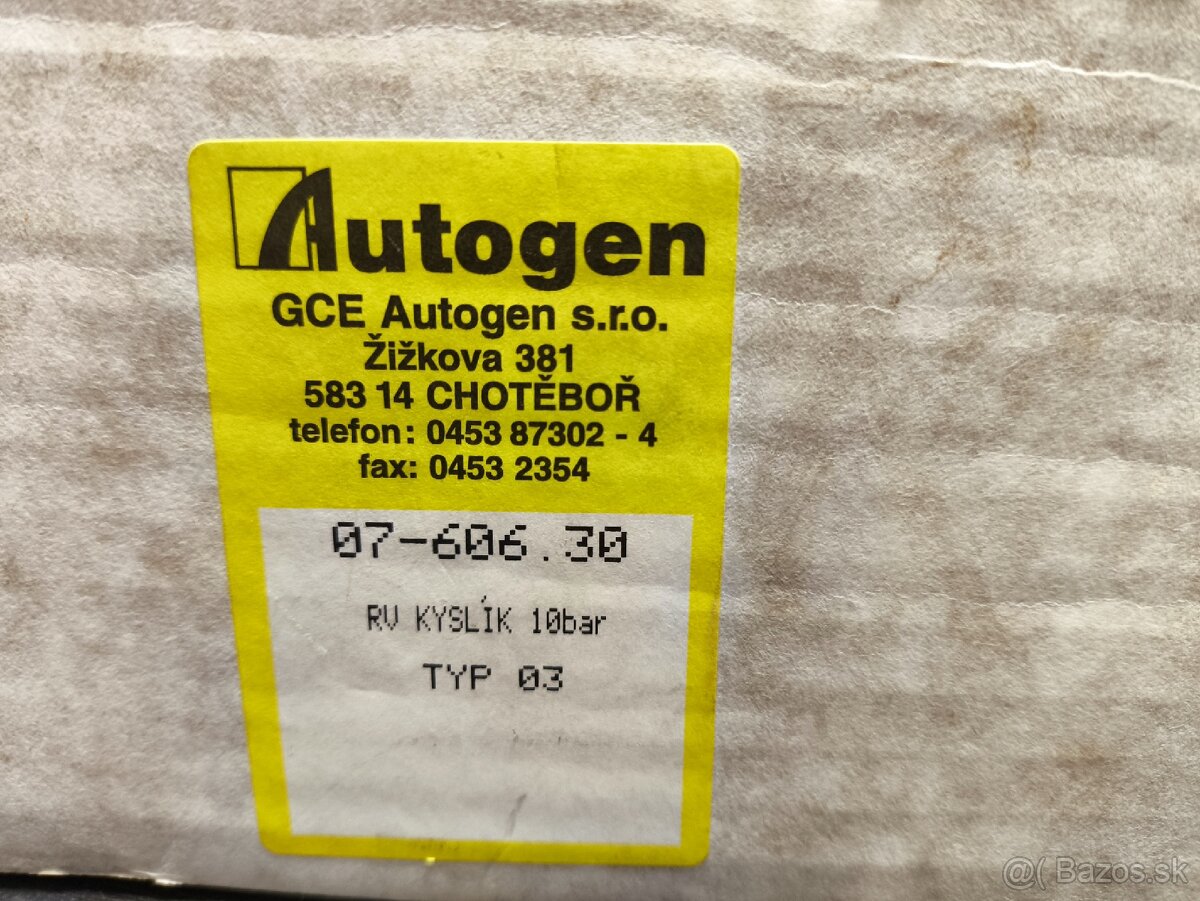 Autogen
GCE Autogen s.r.o.
Žižkova 381
583 14 CHOTĚBOŘ
telefon: 0453 87302 - 4
fax: 0453 2354
07-606.30
RV KYSLÍK 10bar
TYP 03
@( Bazos.sk